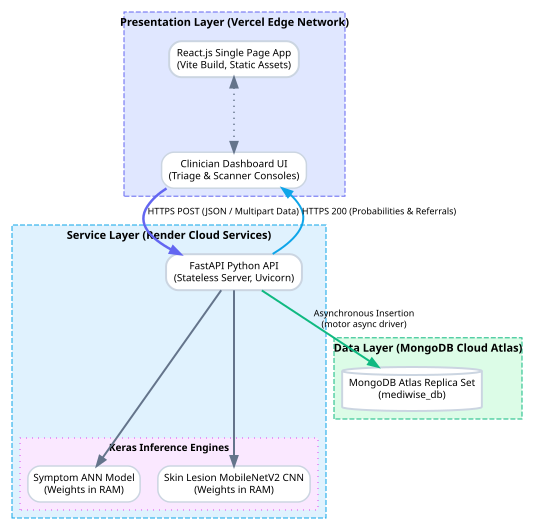 Presentation Layer (Vercel Edge Network)
React.js Single Page App
(Vite Build, Static Assets)
Clinician Dashboard UI
(Triage & Scanner Consoles)
HTTPS POST (JSON / Multipart Data)
HTTPS 200 (Probabilities & Referrals)
Service Layer (Render Cloud Services)
FastAPI Python API
(Stateless Server, Uvicorn)
Asynchronous Insertion
(motor async driver)
Data Layer (MongoDB Cloud Atlas)
MongoDB Atlas Replica Set
(mediwise_db)
Keras Inference Engines
Symptom ANN Model
(Weights in RAM)
Skin Lesion MobileNetV2 CNN
(Weights in RAM)